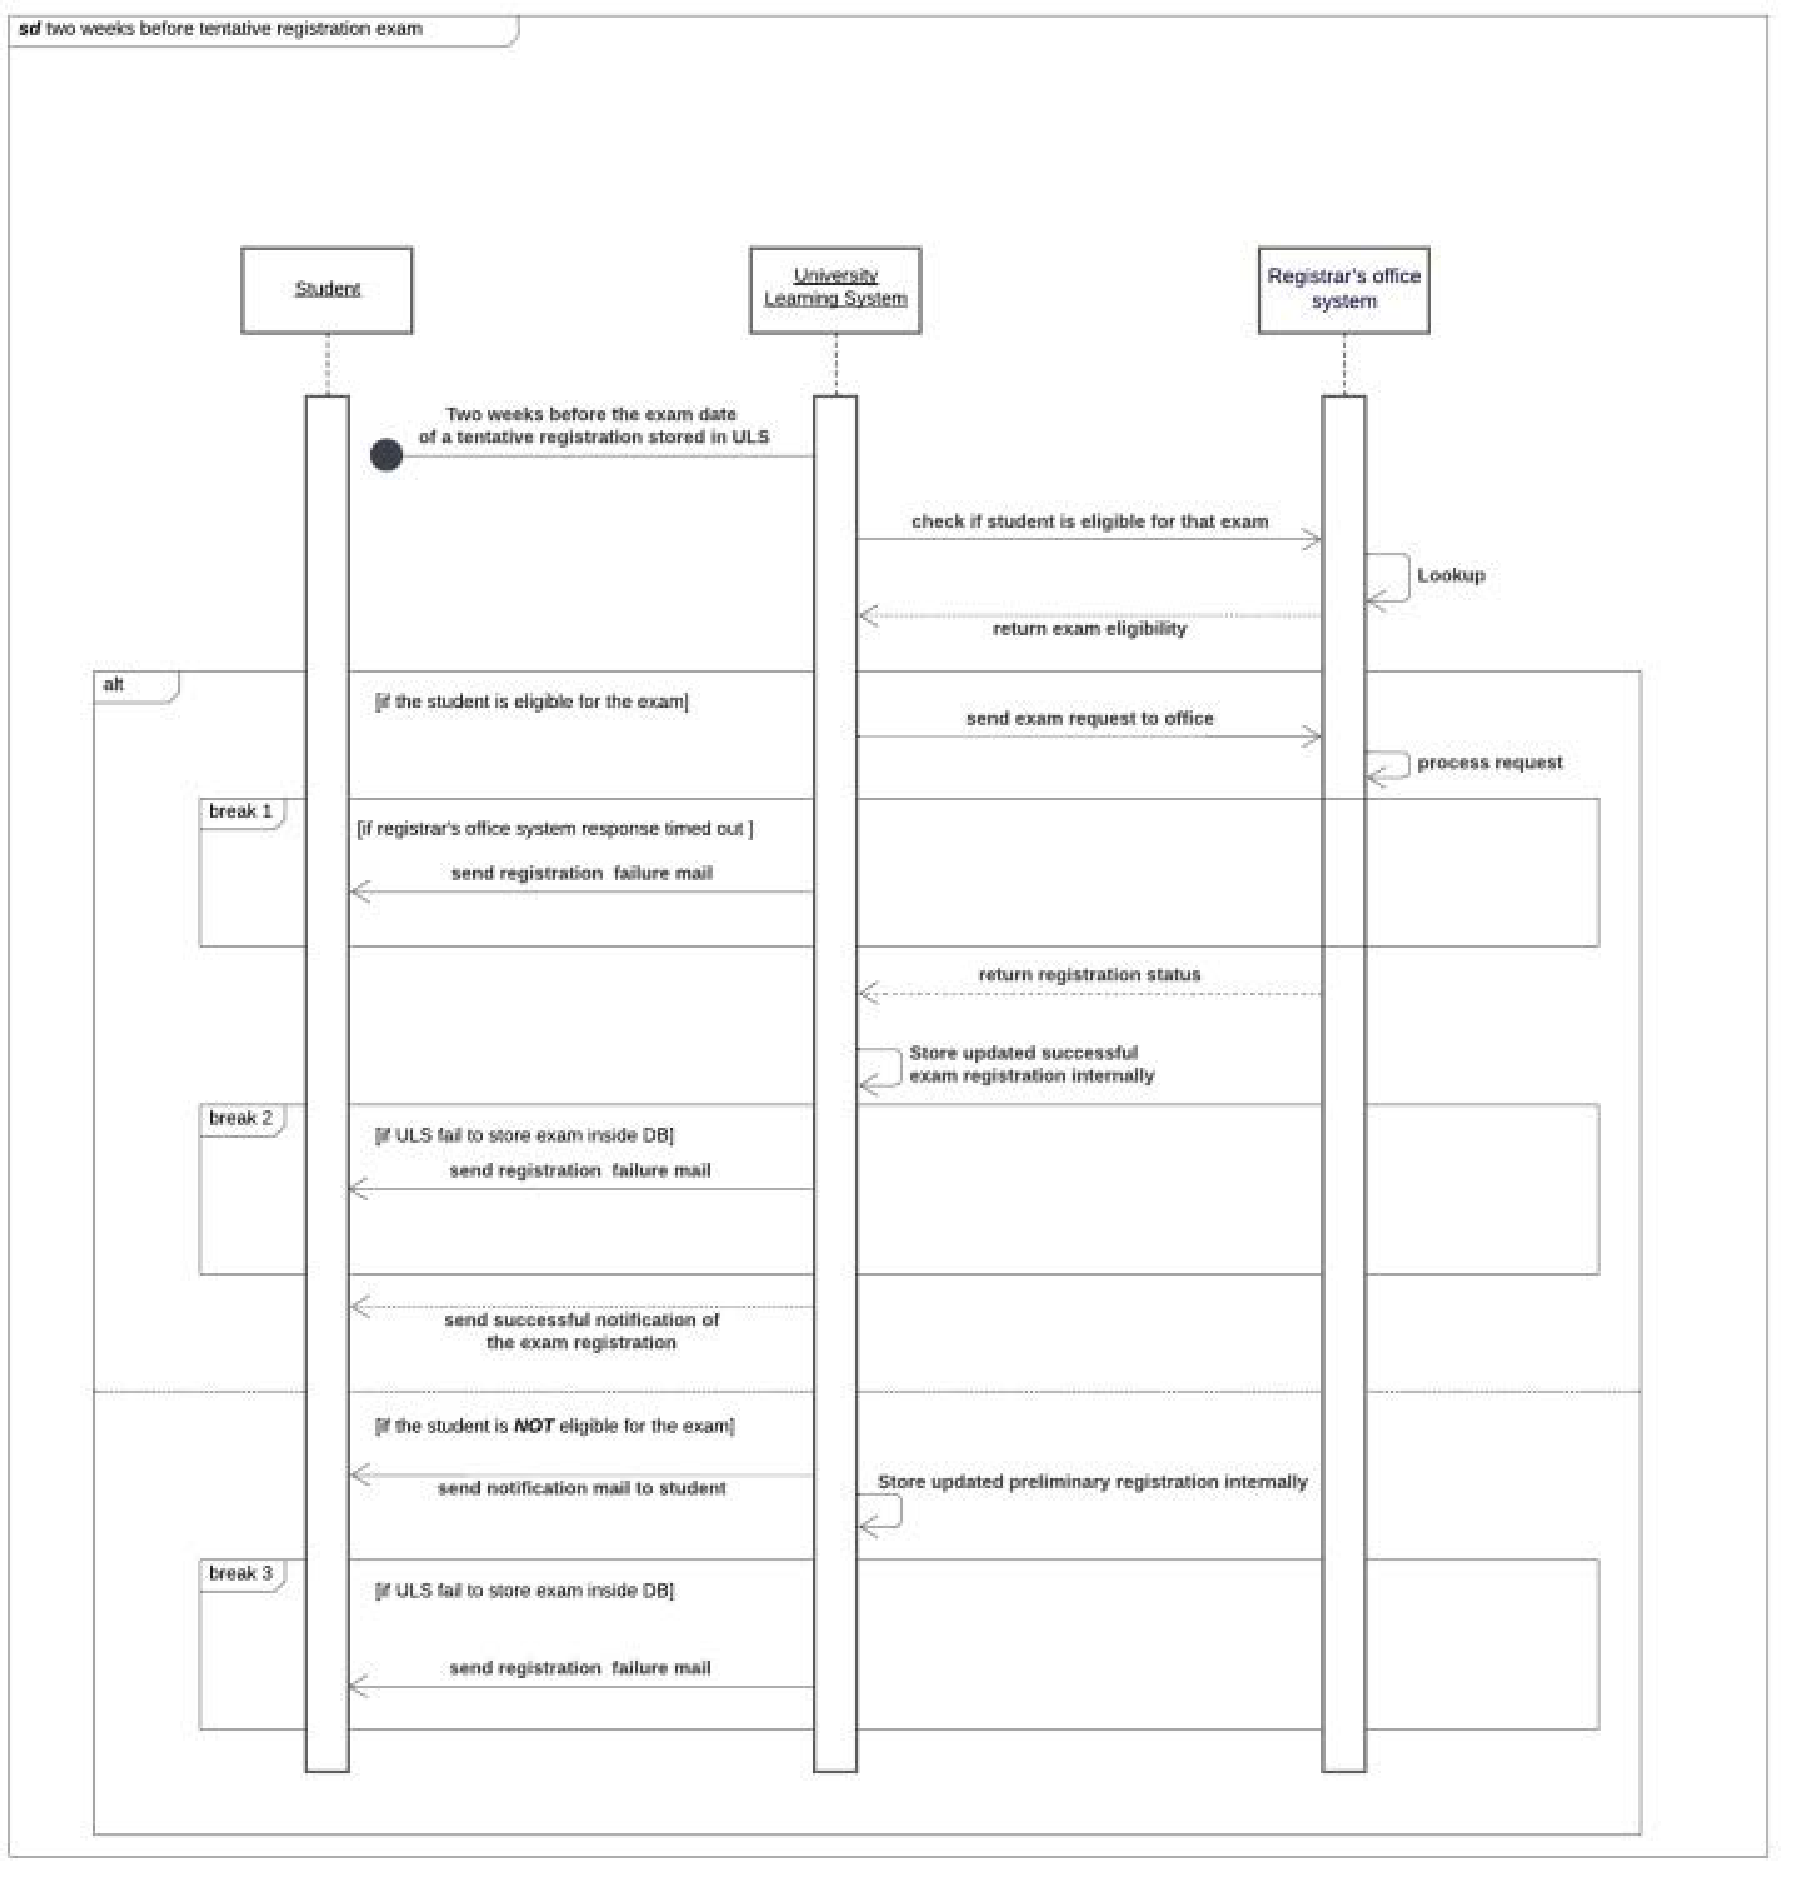 sd two weeks before tentative registration exam
Student
University
Learning System
Registrar's office
system
Two weeks before the exam date
of a tentative registration stored in ULS
check if student is eligible for that exam
Lookup
return exam eligibility
alt
[if the student is eligible for the exam]
send exam request to office
process request
break 1
[if registrar's office system response timed out ]
send registration failure mail
return registration status
Store updated successful
exam registration internally
break 2
[if ULS fail to store exam inside DB]
send registration failure mail
send successful notification of
the exam registration
[if the student is NOT eligible for the exam]
send notification mail to student
Store updated preliminary registration internally
break 3
[if ULS fail to store exam inside DB]
send registration failure mail